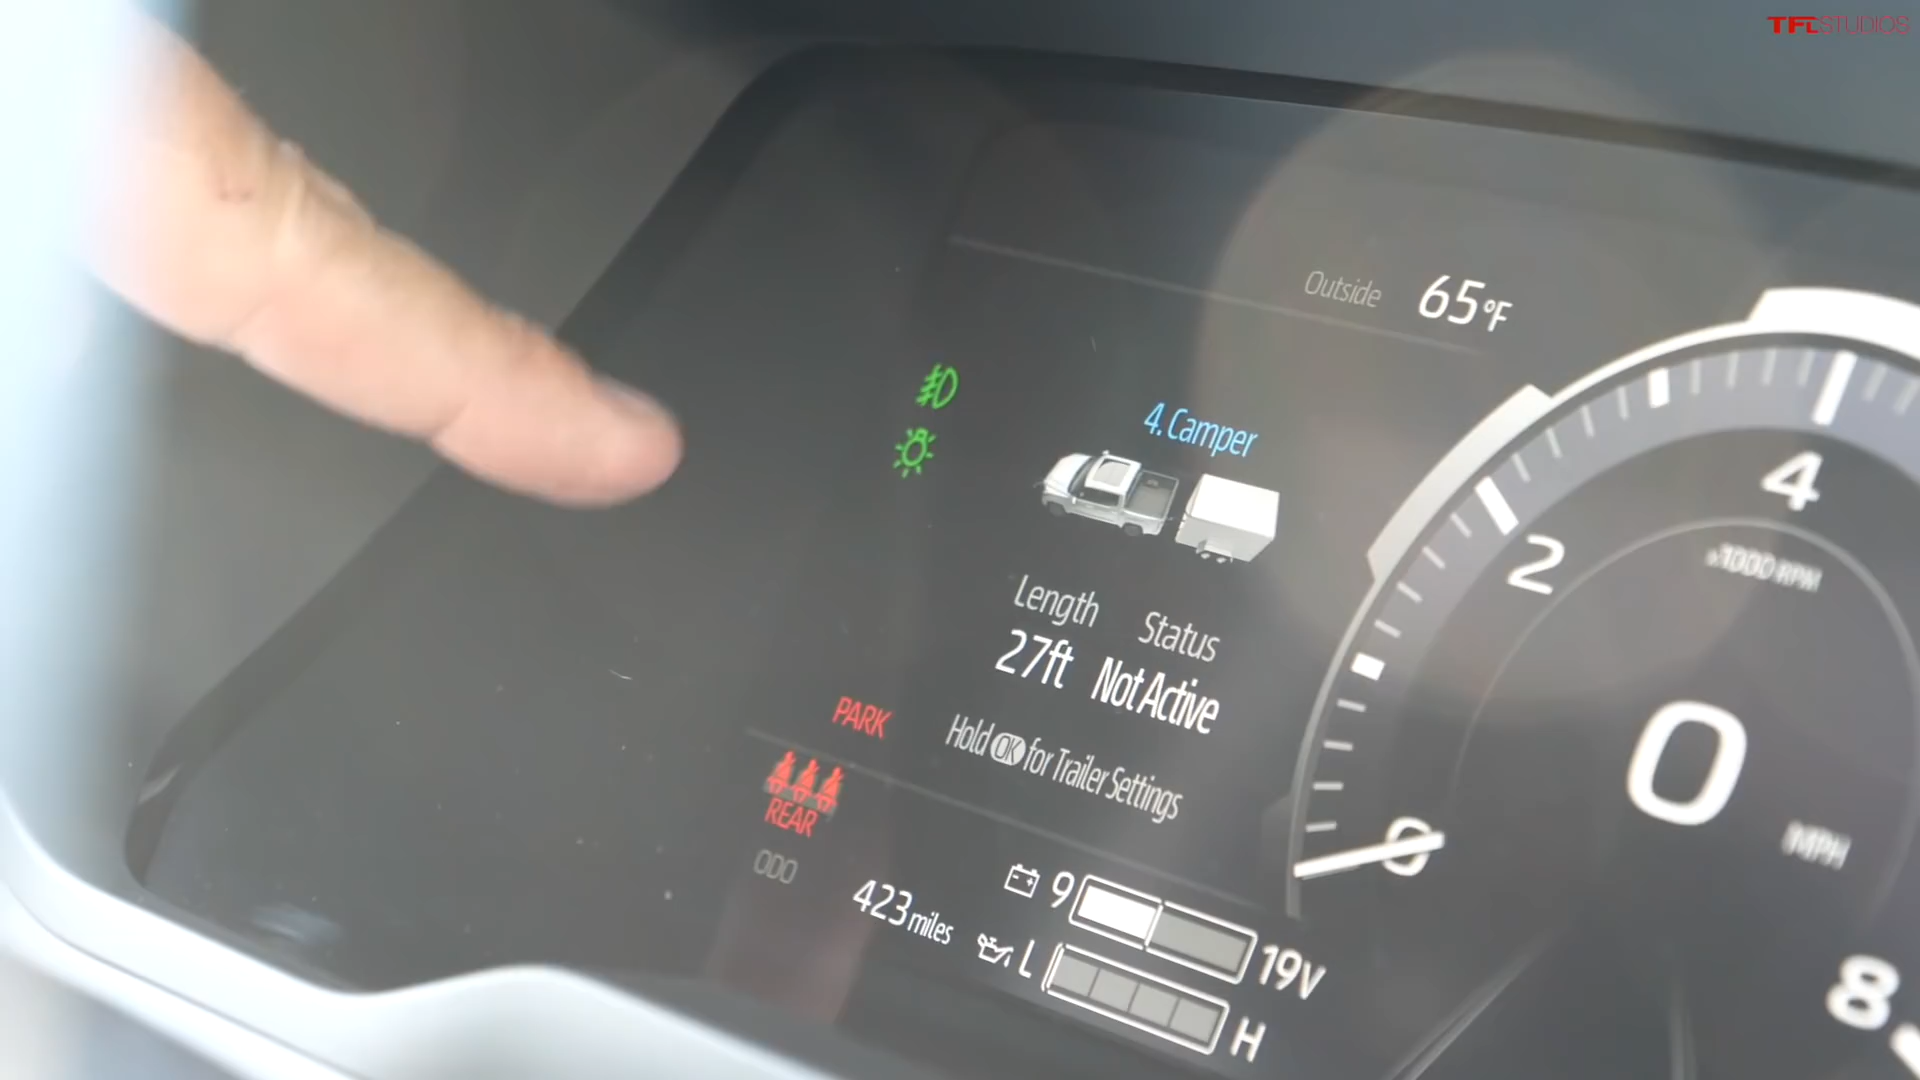 TFLSTUDIOS
Outside 65°F
4. Camper
Length Status
27ft Not Active
Hold OK for Trailer Settings
PARK
REAR
ODO
423 miles
9 19V
L H
0
2
4
8
x1000 RPM
0
MPH